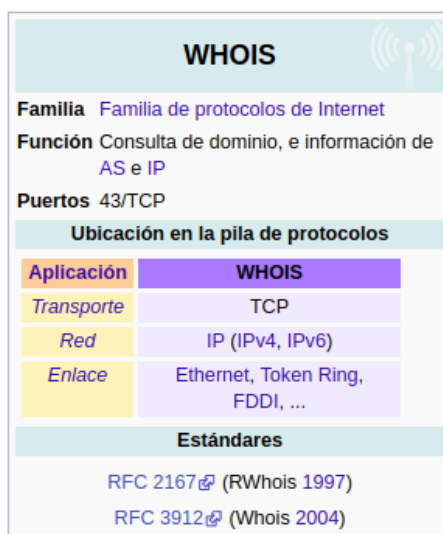 WHOIS
Familia Familia de protocolos de Internet
Función Consulta de dominio, e información de
AS e IP
Puertos 43/TCP
Ubicación en la pila de protocolos
Aplicación WHOIS
Transporte TCP
Red IP (IPv4, IPv6)
Enlace Ethernet, Token Ring,
FDDI, ...
Estándares
RFC 2167 (RWhois 1997)
RFC 3912 (Whois 2004)